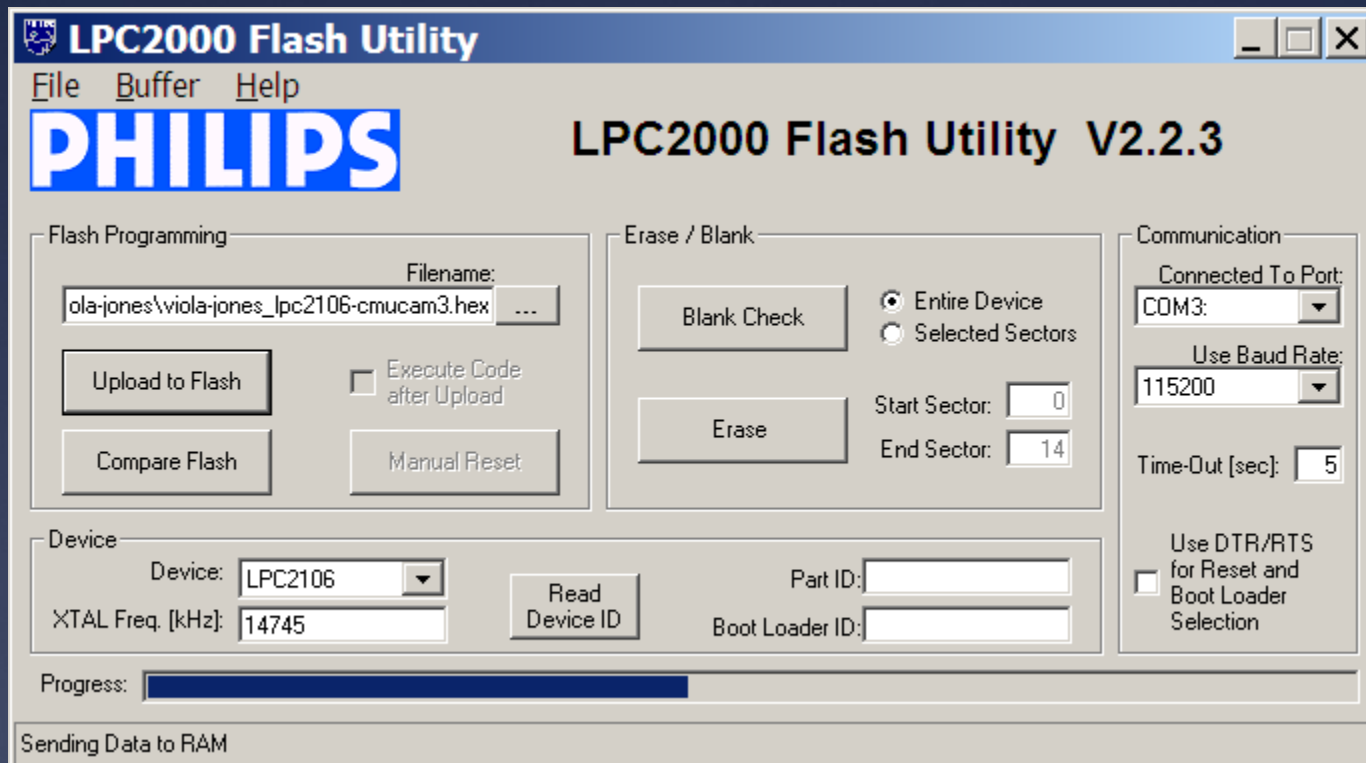 LPC2000 Flash Utility
File Buffer Help
PHILIPS
LPC2000 Flash Utility V2.2.3
Flash Programming
Filename:
ola-jones\viola-jones_lpc2106-cmucam3.hex
...
Upload to Flash
Execute Code
after Upload
Compare Flash
Manual Reset
Erase / Blank
Blank Check
Entire Device
Selected Sectors
Erase
Start Sector: 0
End Sector: 14
Communication
Connected To Port:
COM3:
Use Baud Rate:
115200
Time-Out [sec]: 5
Use DTR/RTS
for Reset and
Boot Loader
Selection
Device
Device: LPC2106
XTAL Freq. [kHz]: 14745
Read
Device ID
Part ID:
Boot Loader ID:
Progress:
Sending Data to RAM